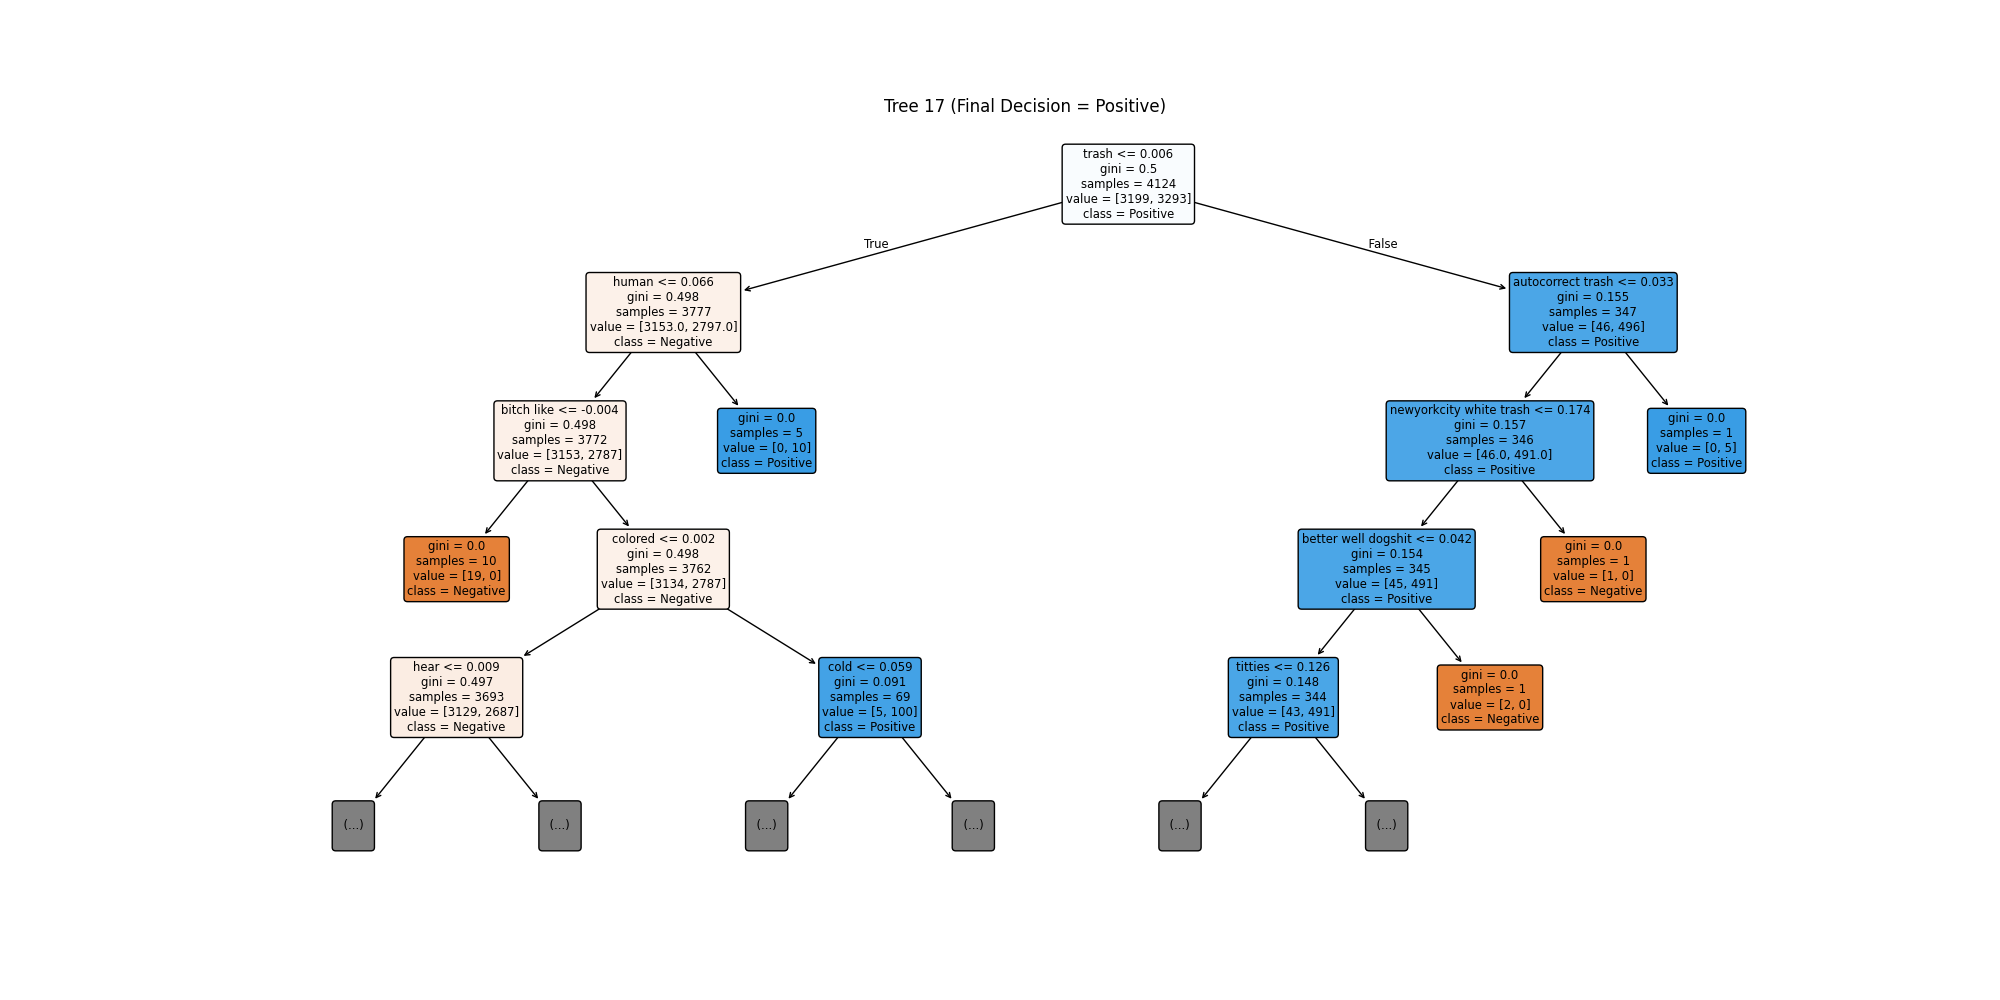 Tree 17 (Final Decision = Positive)
trash <= 0.006
gini = 0.5
samples = 4124
value = [3199, 3293]
class = Positive
True
False
human <= 0.066
gini = 0.498
samples = 3777
value = [3153.0, 2797.0]
class = Negative
autocorrect trash <= 0.033
gini = 0.155
samples = 347
value = [46, 496]
class = Positive
bitch like <= -0.004
gini = 0.498
samples = 3772
value = [3153, 2787]
class = Negative
gini = 0.0
samples = 5
value = [0, 10]
class = Positive
newyorkcity white trash <= 0.174
gini = 0.157
samples = 346
value = [46.0, 491.0]
class = Positive
gini = 0.0
samples = 1
value = [0, 5]
class = Positive
gini = 0.0
samples = 10
value = [19, 0]
class = Negative
colored <= 0.002
gini = 0.498
samples = 3762
value = [3134, 2787]
class = Negative
better well dogshit <= 0.042
gini = 0.154
samples = 345
value = [45, 491]
class = Positive
gini = 0.0
samples = 1
value = [1, 0]
class = Negative
hear <= 0.009
gini = 0.497
samples = 3693
value = [3129, 2687]
class = Negative
cold <= 0.059
gini = 0.091
samples = 69
value = [5, 100]
class = Positive
titties <= 0.126
gini = 0.148
samples = 344
value = [43, 491]
class = Positive
gini = 0.0
samples = 1
value = [2, 0]
class = Negative
(...)
(...)
(...)
(...)
(...)
(...)